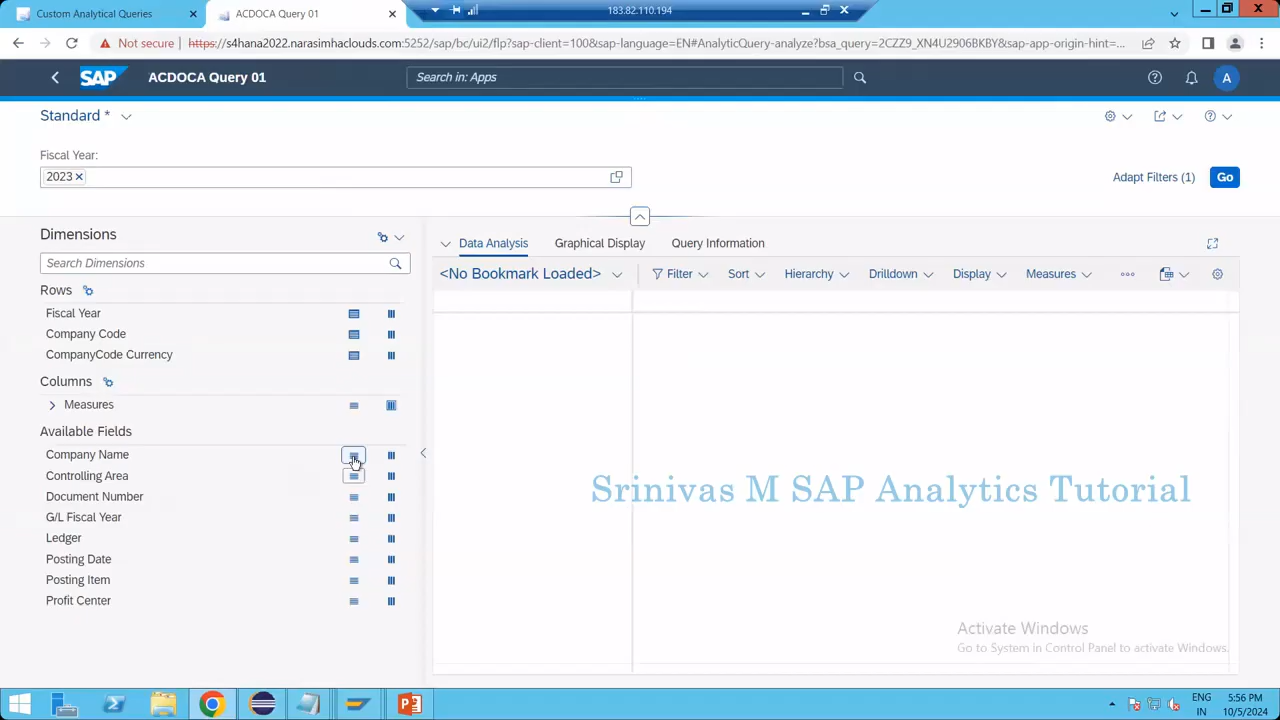 Custom Analytical Queries
ACDOCA Query 01
183.82.110.194
Not secure https://s4hana2022.narasimhaclouds.com:5252/sap/bc/ui2/flp?sap-client=100&sap-language=EN#AnalyticQuery-analyze?bsa_query=2CZZ9_XN4U2906BKBY&sap-app-origin-hint=...
SAP ACDOCA Query 01
Search in: Apps
A
Standard *
Fiscal Year:
2023
Adapt Filters (1)
Go
Dimensions
Search Dimensions
Rows
Fiscal Year
Company Code
CompanyCode Currency
Columns
Measures
Available Fields
Company Name
Controlling Area
Document Number
G/L Fiscal Year
Ledger
Posting Date
Posting Item
Profit Center
Data Analysis Graphical Display Query Information
<No Bookmark Loaded> Filter Sort Hierarchy Drilldown Display Measures
Srinivas M SAP Analytics Tutorial
Activate Windows
Go to System in Control Panel to activate Windows.
ENG 5:56 PM
IN 10/5/2024